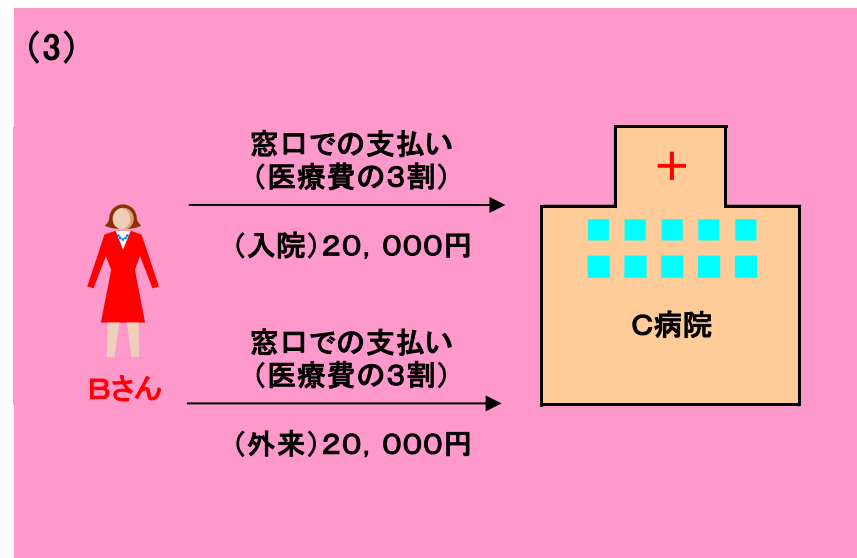 （３）
窓口での支払い
（医療費の３割）
（入院）２０，０００円
C病院
窓口での支払い
（医療費の３割）
Ｂさん
（外来）２０，０００円